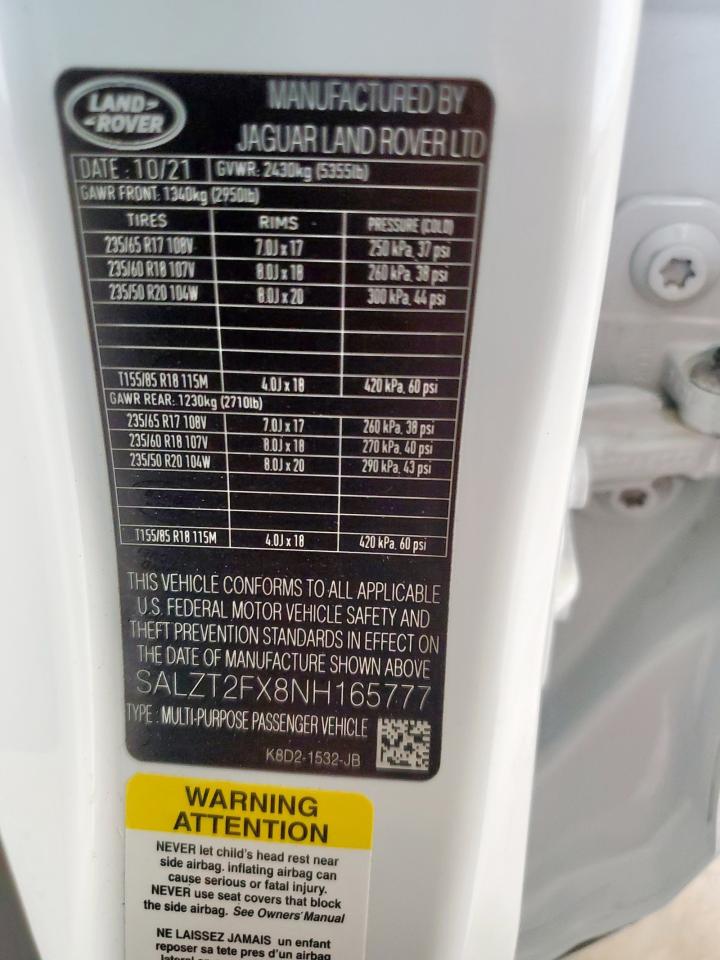 LAND-
-ROVER
MANUFACTURED BY
JAGUAR LAND ROVER LTD
DATE : 10/21 GVWR: 2430kg (5355lb)
GAWR FRONT: 1340kg (2950lb)
TIRES RIMS PRESSURE (COLD)
235/65 R17 108V 7.0J x 17 250 kPa, 37 psi
235/60 R18 107V 8.0J x 18 260 kPa, 38 psi
235/50 R20 104W 8.0J x 20 300 kPa, 44 psi
T155/85 R18 115M 4.0J x 18 420 kPa, 60 psi
GAWR REAR: 1230kg (2710lb)
235/65 R17 108V 7.0J x 17 260 kPa, 38 psi
235/60 R18 107V 8.0J x 18 270 kPa, 40 psi
235/50 R20 104W 8.0J x 20 290 kPa, 43 psi
T155/85 R18 115M 4.0J x 18 420 kPa, 60 psi
THIS VEHICLE CONFORMS TO ALL APPLICABLE
U.S. FEDERAL MOTOR VEHICLE SAFETY AND
THEFT PREVENTION STANDARDS IN EFFECT ON
THE DATE OF MANUFACTURE SHOWN ABOVE
SALZT2FX8NH165777
TYPE : MULTI-PURPOSE PASSENGER VEHICLE
K8D2-1532-JB
WARNING
ATTENTION
NEVER let child's head rest near
side airbag. inflating airbag can
cause serious or fatal injury.
NEVER use seat covers that block
the side airbag. See Owners' Manual
NE LAISSEZ JAMAIS un enfant
reposer sa tete pres d'un airbag